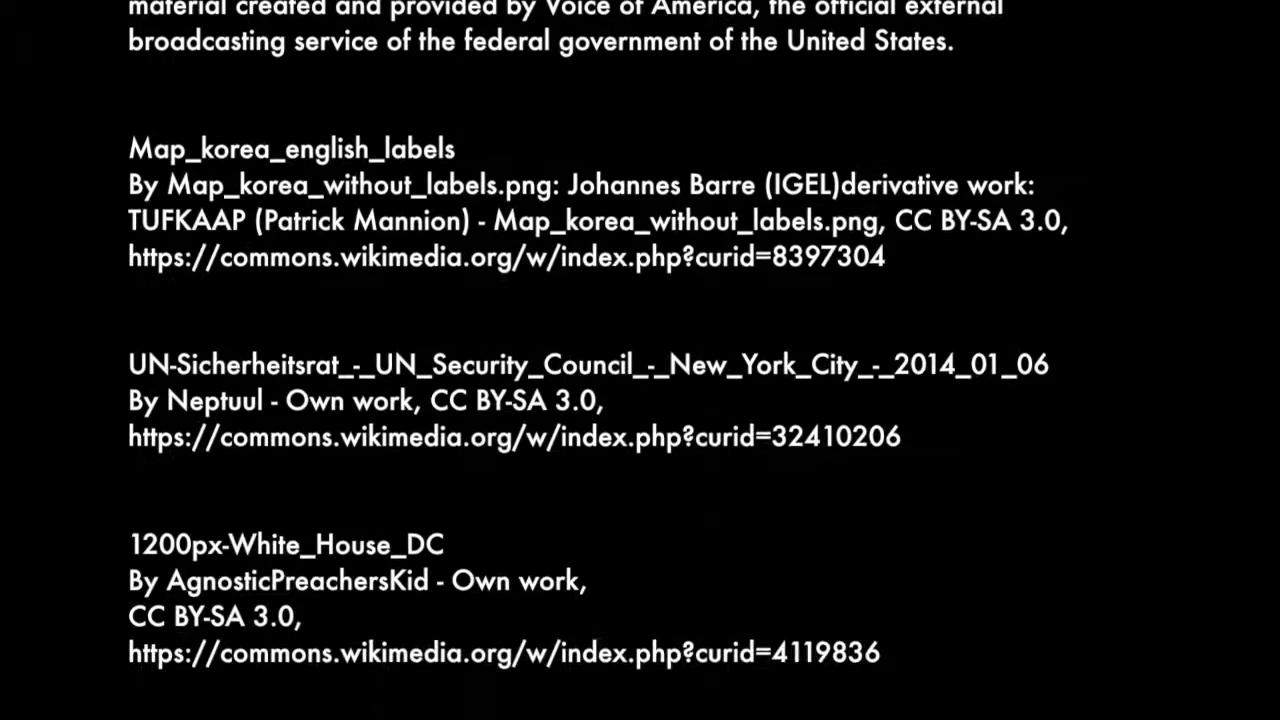 material created and provided by Voice of America, the official external
broadcasting service of the federal government of the United States.
Map_korea_english_labels
By Map_korea_without_labels.png: Johannes Barre (IGEL)derivative work:
TUFKAAP (Patrick Mannion) - Map_korea_without_labels.png, CC BY-SA 3.0,
https://commons.wikimedia.org/w/index.php?curid=8397304
UN-Sicherheitsrat_-_UN_Security_Council_-_New_York_City_-_2014_01_06
By Neptuul - Own work, CC BY-SA 3.0,
https://commons.wikimedia.org/w/index.php?curid=32410206
1200px-White_House_DC
By AgnosticPreachersKid - Own work,
CC BY-SA 3.0,
https://commons.wikimedia.org/w/index.php?curid=4119836